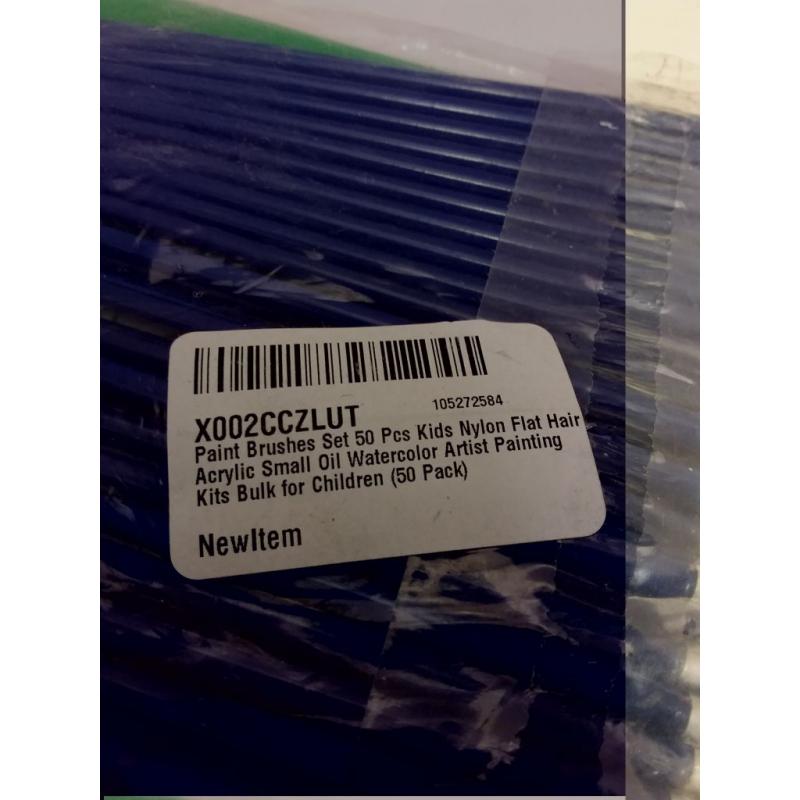 105272584
X002CCZLUT
Paint Brushes Set 50 Pcs Kids Nylon Flat Hair
Acrylic Small Oil Watercolor Artist Painting
Kits Bulk for Children (50 Pack)
NewItem